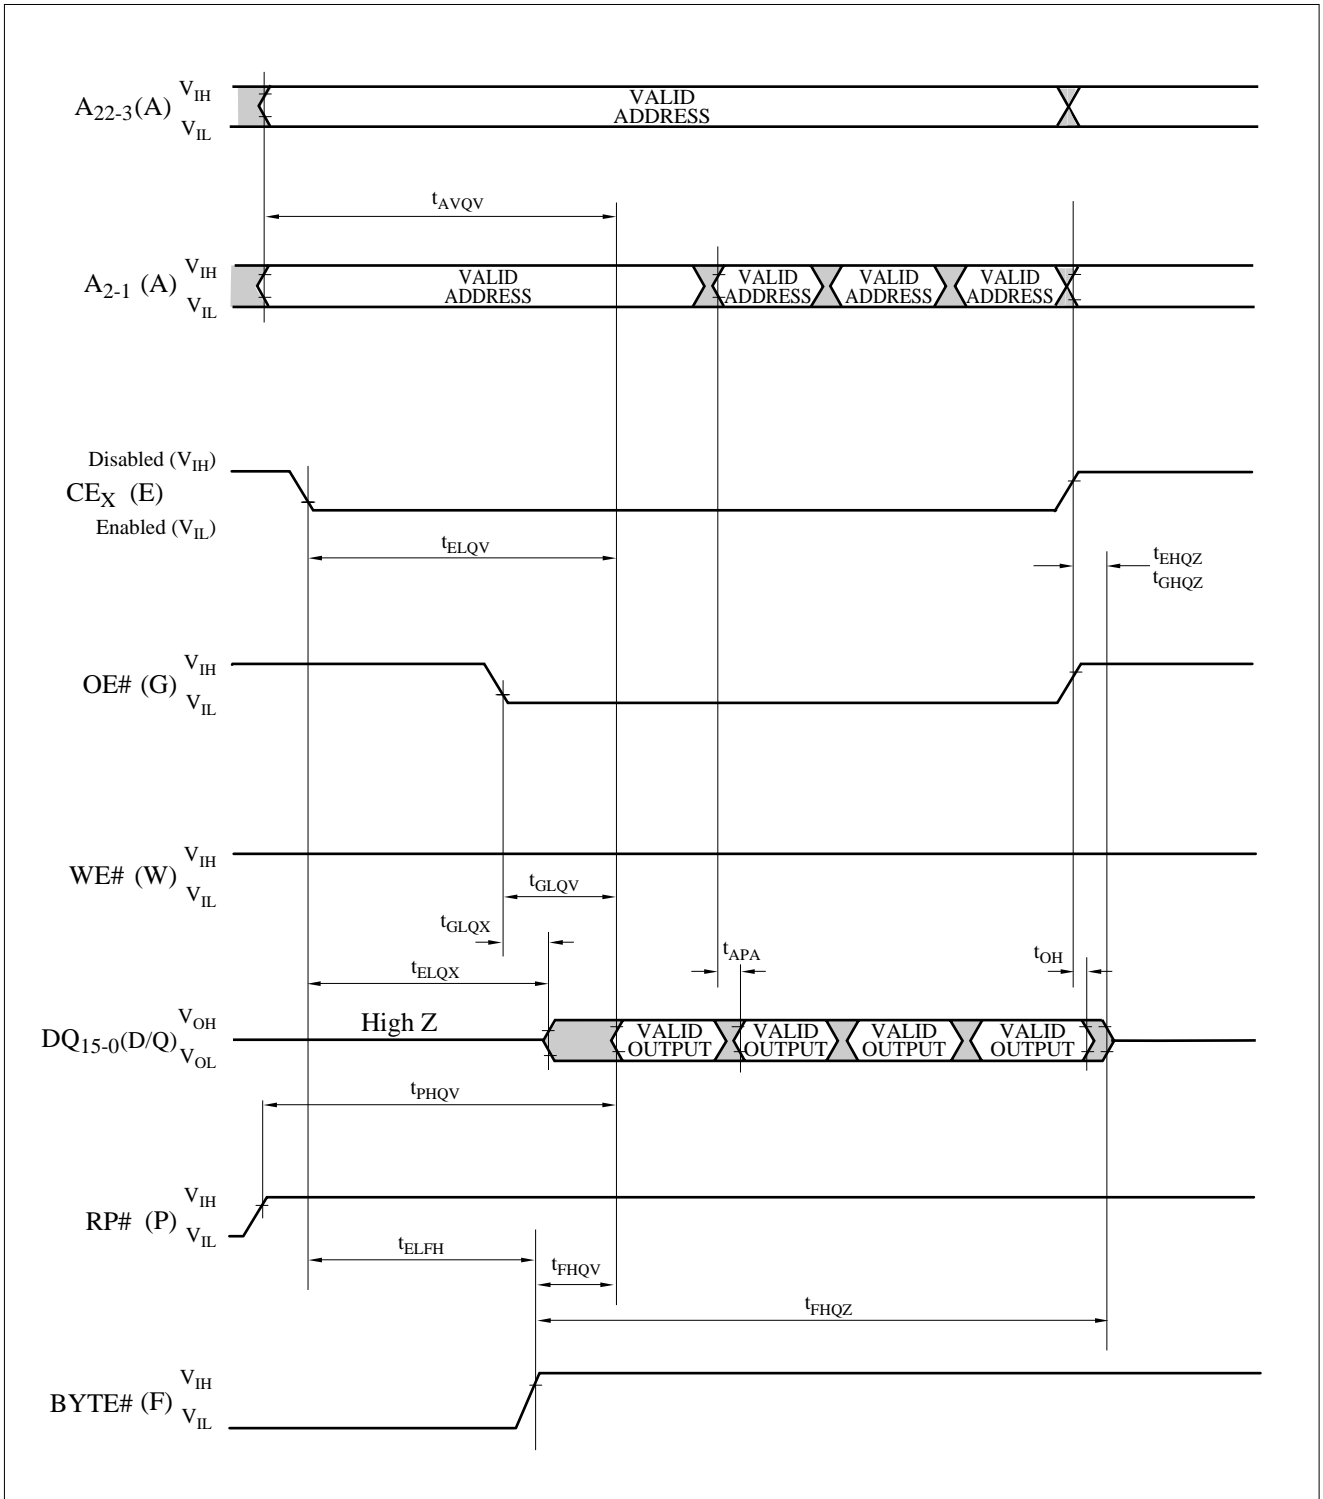 A22-3(A) VIH VIL
VALID
ADDRESS
tAVQV
A2-1 (A) VIH VIL
VALID
ADDRESS
VALID
ADDRESS
VALID
ADDRESS
VALID
ADDRESS
Disabled (VIH)
CEX (E)
Enabled (VIL)
tELQV
tEHQZ
tGHQZ
OE# (G) VIH VIL
WE# (W) VIH VIL
tGLQV
tGLQX
tAPA
tOH
tELQX
DQ15-0(D/Q) VOH VOL
High Z
VALID
OUTPUT
VALID
OUTPUT
VALID
OUTPUT
VALID
OUTPUT
tPHQV
RP# (P) VIH VIL
tELFH
tFHQV
tFHQZ
BYTE# (F) VIH VIL